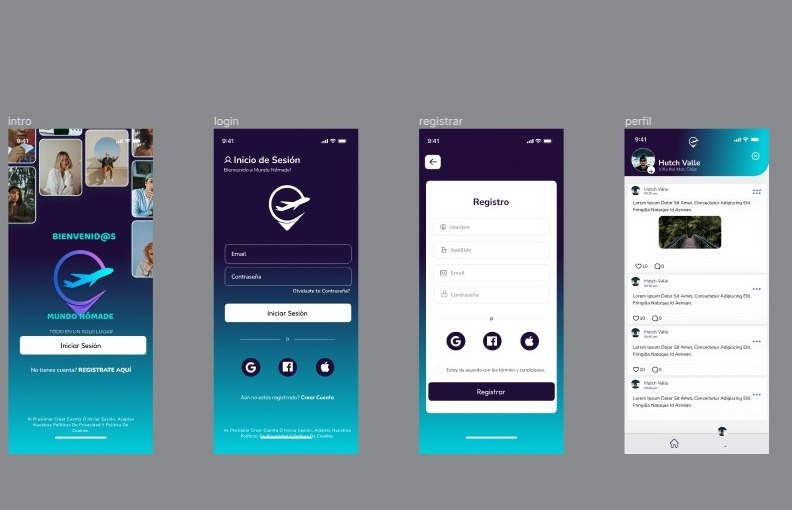 intro
9:41
BIENVENID@S
MUNDO NÓMADE
TODO EN UN SOLO LUGAR
Iniciar Sesión
No tienes cuenta? REGISTRATE AQUÍ
Al Presionar Crear Cuenta O Iniciar Sesión, Aceptas
Nuestras Políticas De Privacidad Y Política De
Cookies.
login
9:41
Inicio de Sesión
Bienvenido a Mundo Nómade!
Email
Contraseña
Olvidaste tu Contraseña?
Iniciar Sesión
o
G
Aún no estás registrado? Crear Cuenta
Al Presionar Crear Cuenta O Iniciar Sesión, Aceptas Nuestras
Políticas De Privacidad Y Política De Cookies.
registrar
9:41
Registro
Nombre
Apellido
Email
Contraseña
o
G
Estoy de acuerdo con los término y condiciones.
Registrar
perfil
9:41
Hutch Valle
Viña del Mar, Chile
Hutch Valle
Lorem Ipsum Dolor Sit Amet, Consectetur Adipiscing Elit.
Fringilla Natoque Id Aenean.
10
0
Hutch Valle
Lorem Ipsum Dolor Sit Amet, Consectetur Adipiscing Elit.
Fringilla Natoque Id Aenean.
10
0
Hutch Valle
Lorem Ipsum Dolor Sit Amet, Consectetur Adipiscing Elit.
Fringilla Natoque Id Aenean.
10
0
Hutch Valle
Lorem Ipsum Dolor Sit Amet, Consectetur Adipiscing Elit.
Fringilla Natoque Id Aenean.